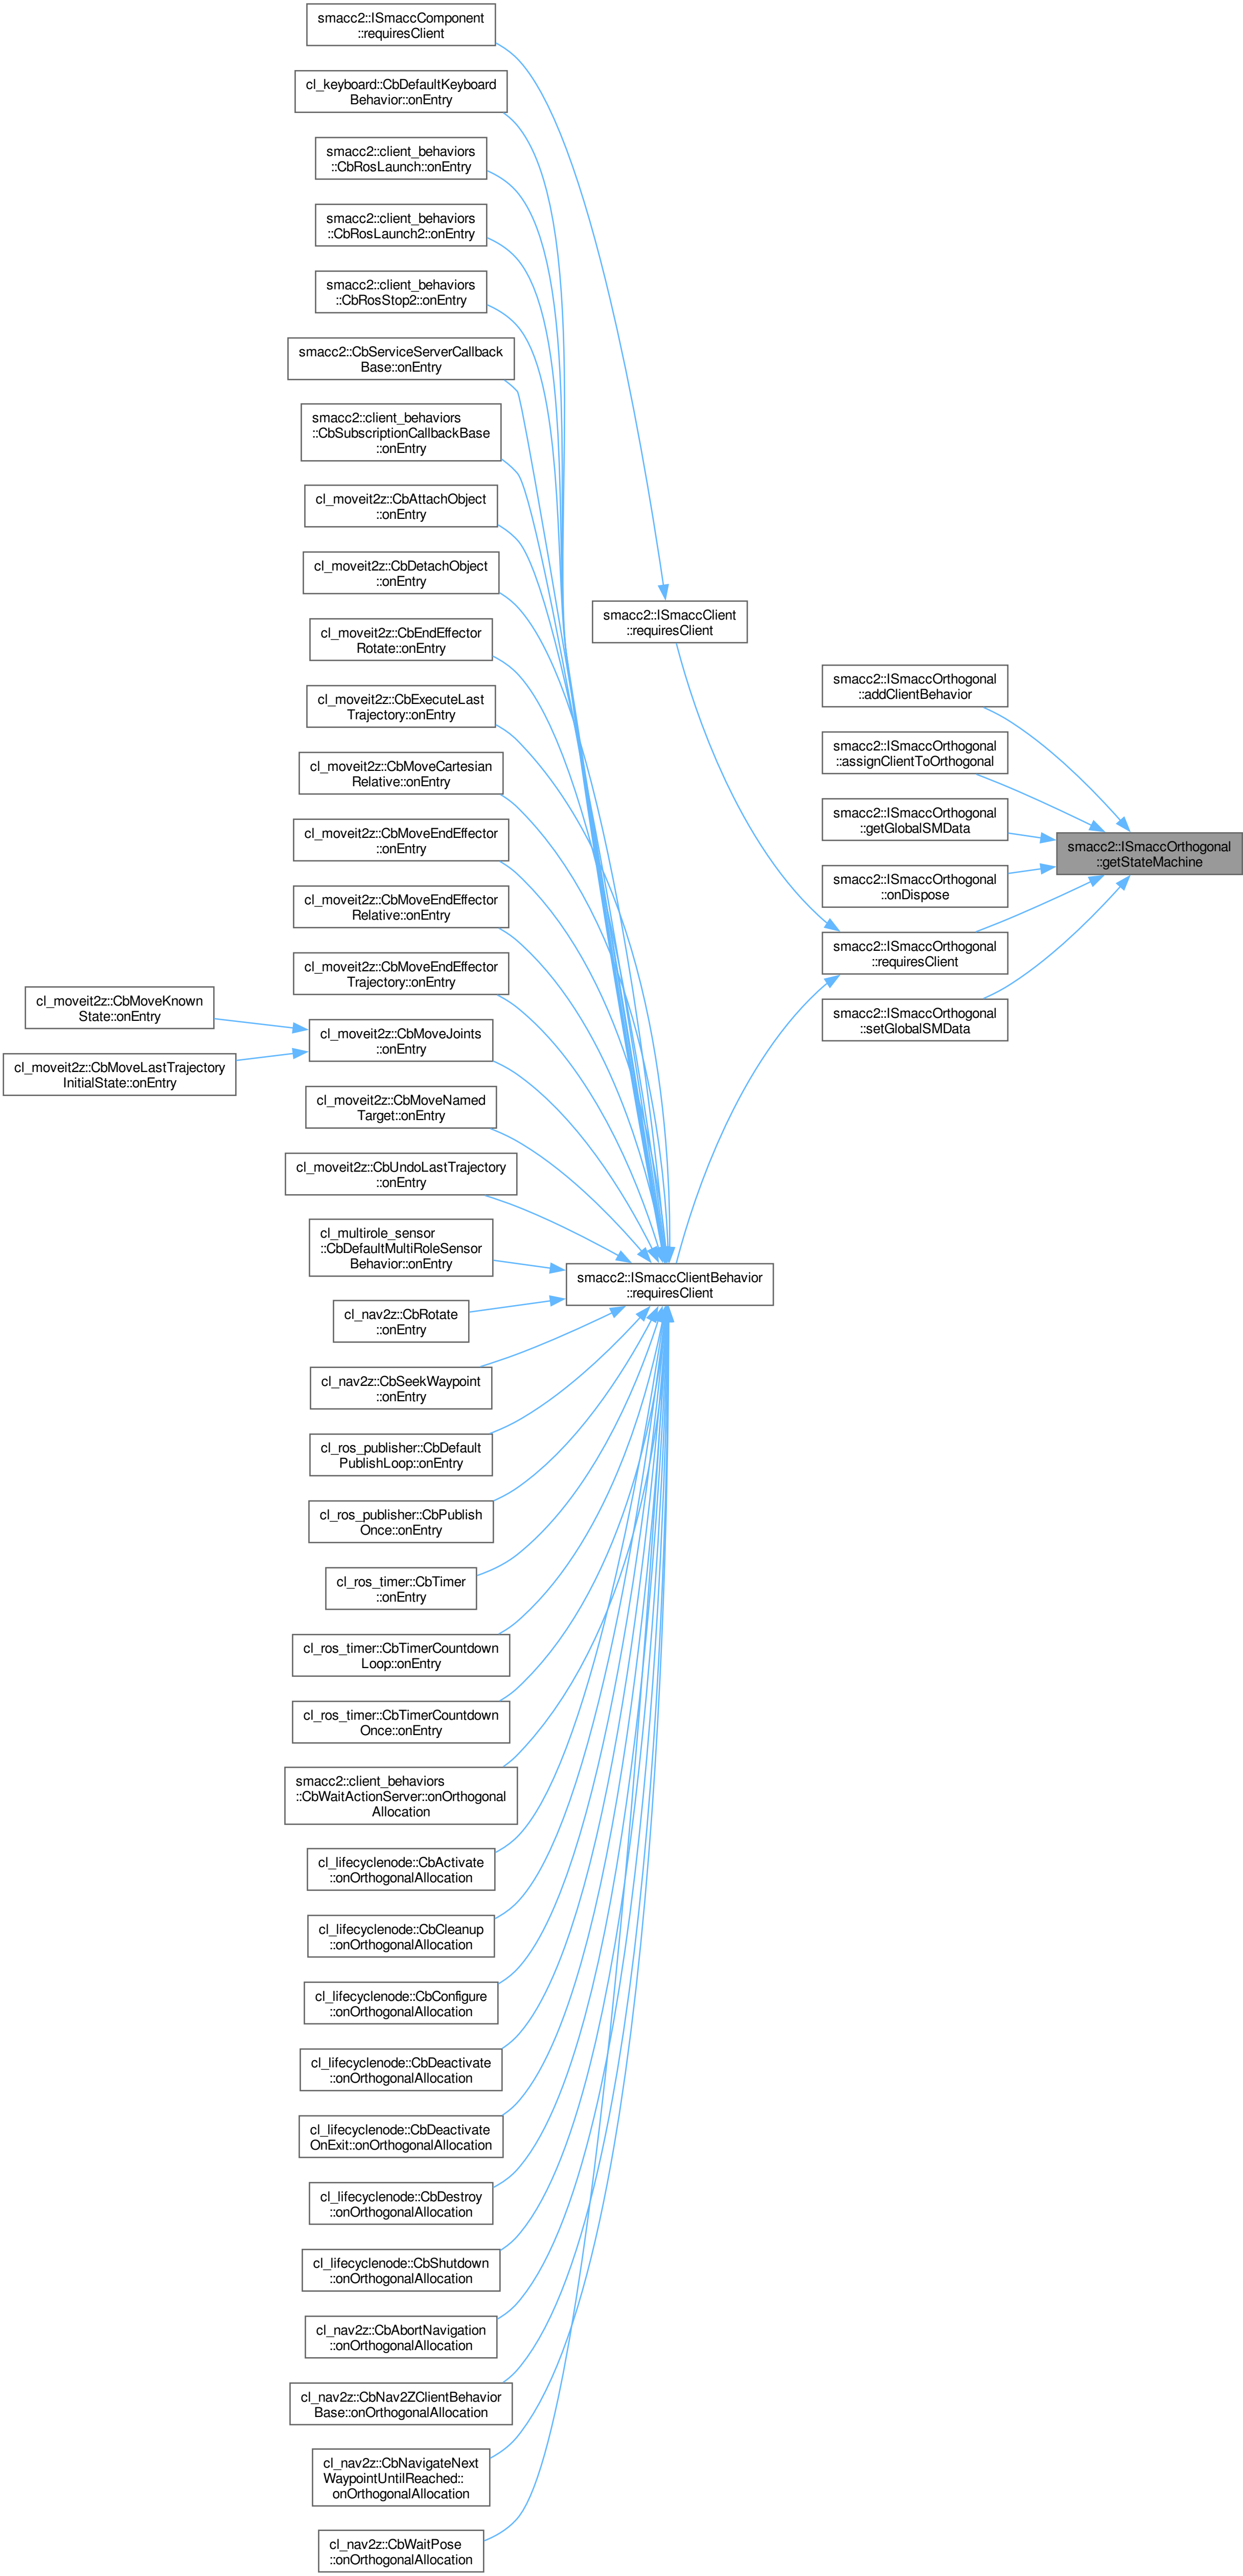 smacc2::ISmaccComponent
::requiresClient
cl_keyboard::CbDefaultKeyboard
Behavior::onEntry
smacc2::client_behaviors
::CbRosLaunch::onEntry
smacc2::client_behaviors
::CbRosLaunch2::onEntry
smacc2::client_behaviors
::CbRosStop2::onEntry
smacc2::CbServiceServerCallback
Base::onEntry
smacc2::client_behaviors
::CbSubscriptionCallbackBase
::onEntry
cl_moveit2z::CbAttachObject
::onEntry
cl_moveit2z::CbDetachObject
::onEntry
cl_moveit2z::CbEndEffector
Rotate::onEntry
cl_moveit2z::CbExecuteLast
Trajectory::onEntry
cl_moveit2z::CbMoveCartesian
Relative::onEntry
cl_moveit2z::CbMoveEndEffector
::onEntry
cl_moveit2z::CbMoveEndEffector
Relative::onEntry
cl_moveit2z::CbMoveEndEffector
Trajectory::onEntry
cl_moveit2z::CbMoveKnown
State::onEntry
cl_moveit2z::CbMoveLastTrajectory
InitialState::onEntry
cl_moveit2z::CbMoveJoints
::onEntry
cl_moveit2z::CbMoveNamed
Target::onEntry
cl_moveit2z::CbUndoLastTrajectory
::onEntry
cl_multirole_sensor
::CbDefaultMultiRoleSensor
Behavior::onEntry
cl_nav2z::CbRotate
::onEntry
cl_nav2z::CbSeekWaypoint
::onEntry
cl_ros_publisher::CbDefault
PublishLoop::onEntry
cl_ros_publisher::CbPublish
Once::onEntry
cl_ros_timer::CbTimer
::onEntry
cl_ros_timer::CbTimerCountdown
Loop::onEntry
cl_ros_timer::CbTimerCountdown
Once::onEntry
smacc2::client_behaviors
::CbWaitActionServer::onOrthogonal
Allocation
cl_lifecyclenode::CbActivate
::onOrthogonalAllocation
cl_lifecyclenode::CbCleanup
::onOrthogonalAllocation
cl_lifecyclenode::CbConfigure
::onOrthogonalAllocation
cl_lifecyclenode::CbDeactivate
::onOrthogonalAllocation
cl_lifecyclenode::CbDeactivate
OnExit::onOrthogonalAllocation
cl_lifecyclenode::CbDestroy
::onOrthogonalAllocation
cl_lifecyclenode::CbShutdown
::onOrthogonalAllocation
cl_nav2z::CbAbortNavigation
::onOrthogonalAllocation
cl_nav2z::CbNav2ZClientBehavior
Base::onOrthogonalAllocation
cl_nav2z::CbNavigateNext
WaypointUntilReached::
onOrthogonalAllocation
cl_nav2z::CbWaitPose
::onOrthogonalAllocation
smacc2::ISmaccClient
::requiresClient
smacc2::ISmaccClientBehavior
::requiresClient
smacc2::ISmaccOrthogonal
::addClientBehavior
smacc2::ISmaccOrthogonal
::assignClientToOrthogonal
smacc2::ISmaccOrthogonal
::getGlobalSMData
smacc2::ISmaccOrthogonal
::onDispose
smacc2::ISmaccOrthogonal
::requiresClient
smacc2::ISmaccOrthogonal
::setGlobalSMData
smacc2::ISmaccOrthogonal
::getStateMachine